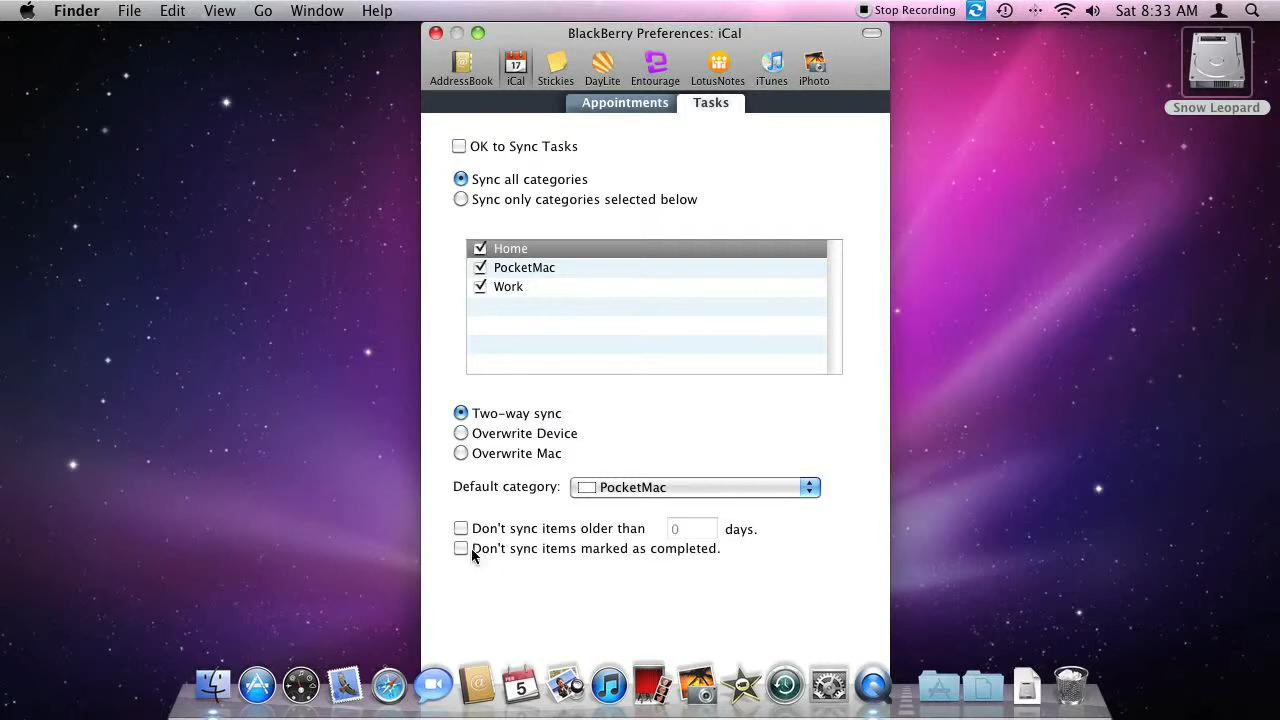 Finder File Edit View Go Window Help Stop Recording Sat 8:33 AM
BlackBerry Preferences: iCal
17
AddressBook iCal Stickies DayLite Entourage LotusNotes iTunes iPhoto
Appointments Tasks
Snow Leopard
OK to Sync Tasks
Sync all categories
Sync only categories selected below
Home
PocketMac
Work
Two-way sync
Overwrite Device
Overwrite Mac
Default category: PocketMac
Don't sync items older than 0 days.
Don't sync items marked as completed.
5